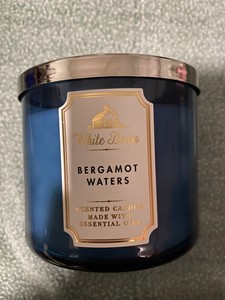 White Barn
BERGAMOT
WATERS
SCENTED CANDLE
MADE WITH
ESSENTIAL OILS